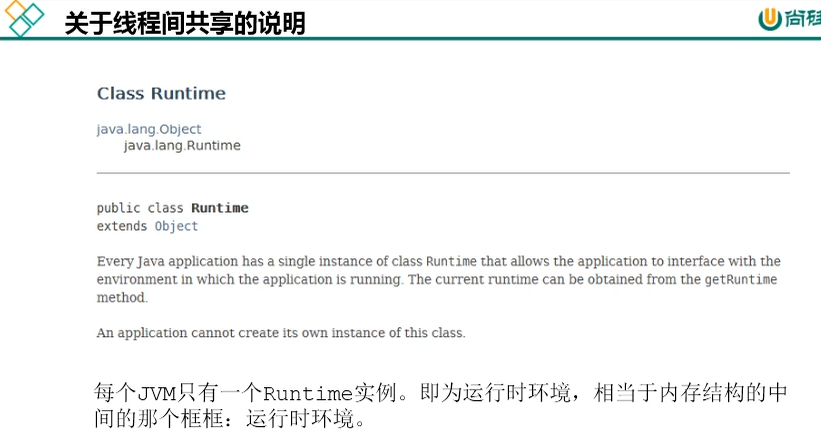 关于线程间共享的说明
尚硅
Class Runtime
java.lang.Object
java.lang.Runtime
public class Runtime
extends Object
Every Java application has a single instance of class Runtime that allows the application to interface with the
environment in which the application is running. The current runtime can be obtained from the getRuntime
method.
An application cannot create its own instance of this class.
每个JVM只有一个Runtime实例。即为运行时环境，相当于内存结构的中
间的那个框框：运行时环境。